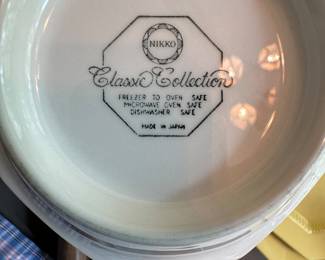 NIKKO
Classic Collection
FREEZER TO OVEN SAFE
MICROWAVE OVEN SAFE
DISHWASHER SAFE
MADE IN JAPAN